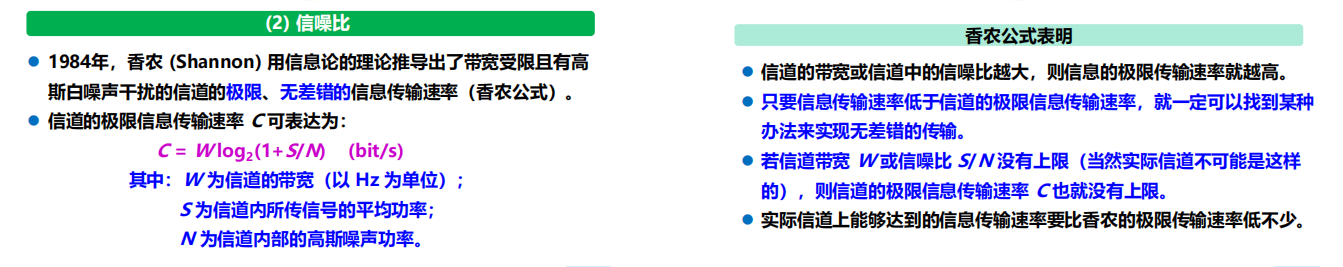 (2) 信噪比
● 1984年，香农 (Shannon) 用信息论的理论推导出了带宽受限且有高
斯白噪声干扰的信道的极限、无差错的信息传输速率（香农公式）。
● 信道的极限信息传输速率 C 可表达为：
C = W log₂(1+S/N) (bit/s)
其中：W 为信道的带宽（以 Hz 为单位）；
S 为信道内所传信号的平均功率；
N 为信道内部的高斯噪声功率。
香农公式表明
● 信道的带宽或信道中的信噪比越大，则信息的极限传输速率就越高。
● 只要信息传输速率低于信道的极限信息传输速率，就一定可以找到某种
办法来实现无差错的传输。
● 若信道带宽 W 或信噪比 S/N 没有上限（当然实际信道不可能是这样
的），则信道的极限信息传输速率 C 也就没有上限。
● 实际信道上能够达到的信息传输速率要比香农的极限传输速率低不少。